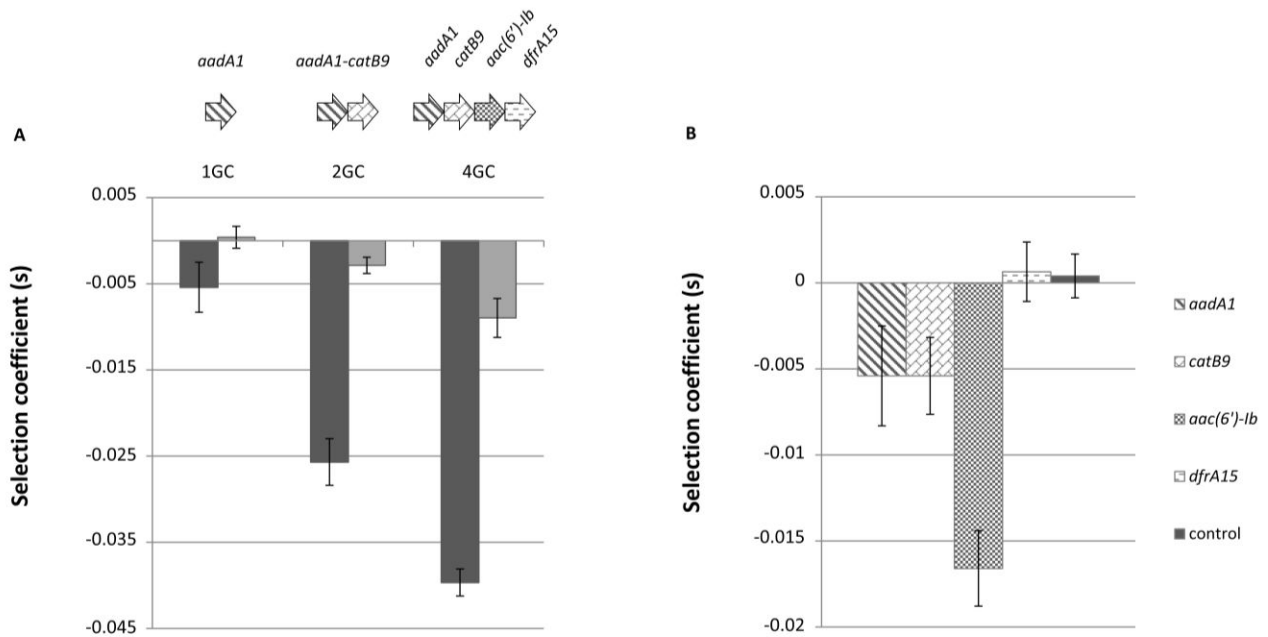 aadA1
aadA1-catB9
aadA1
catB9
aac(6')-Ib
dfrA15
A
1GC
2GC
4GC
0.005
-0.005
-0.015
-0.025
-0.035
-0.045
Selection coefficient (s)
B
0.005
0
-0.005
-0.01
-0.015
-0.02
Selection coefficient (s)
aadA1
catB9
aac(6')-Ib
dfrA15
control